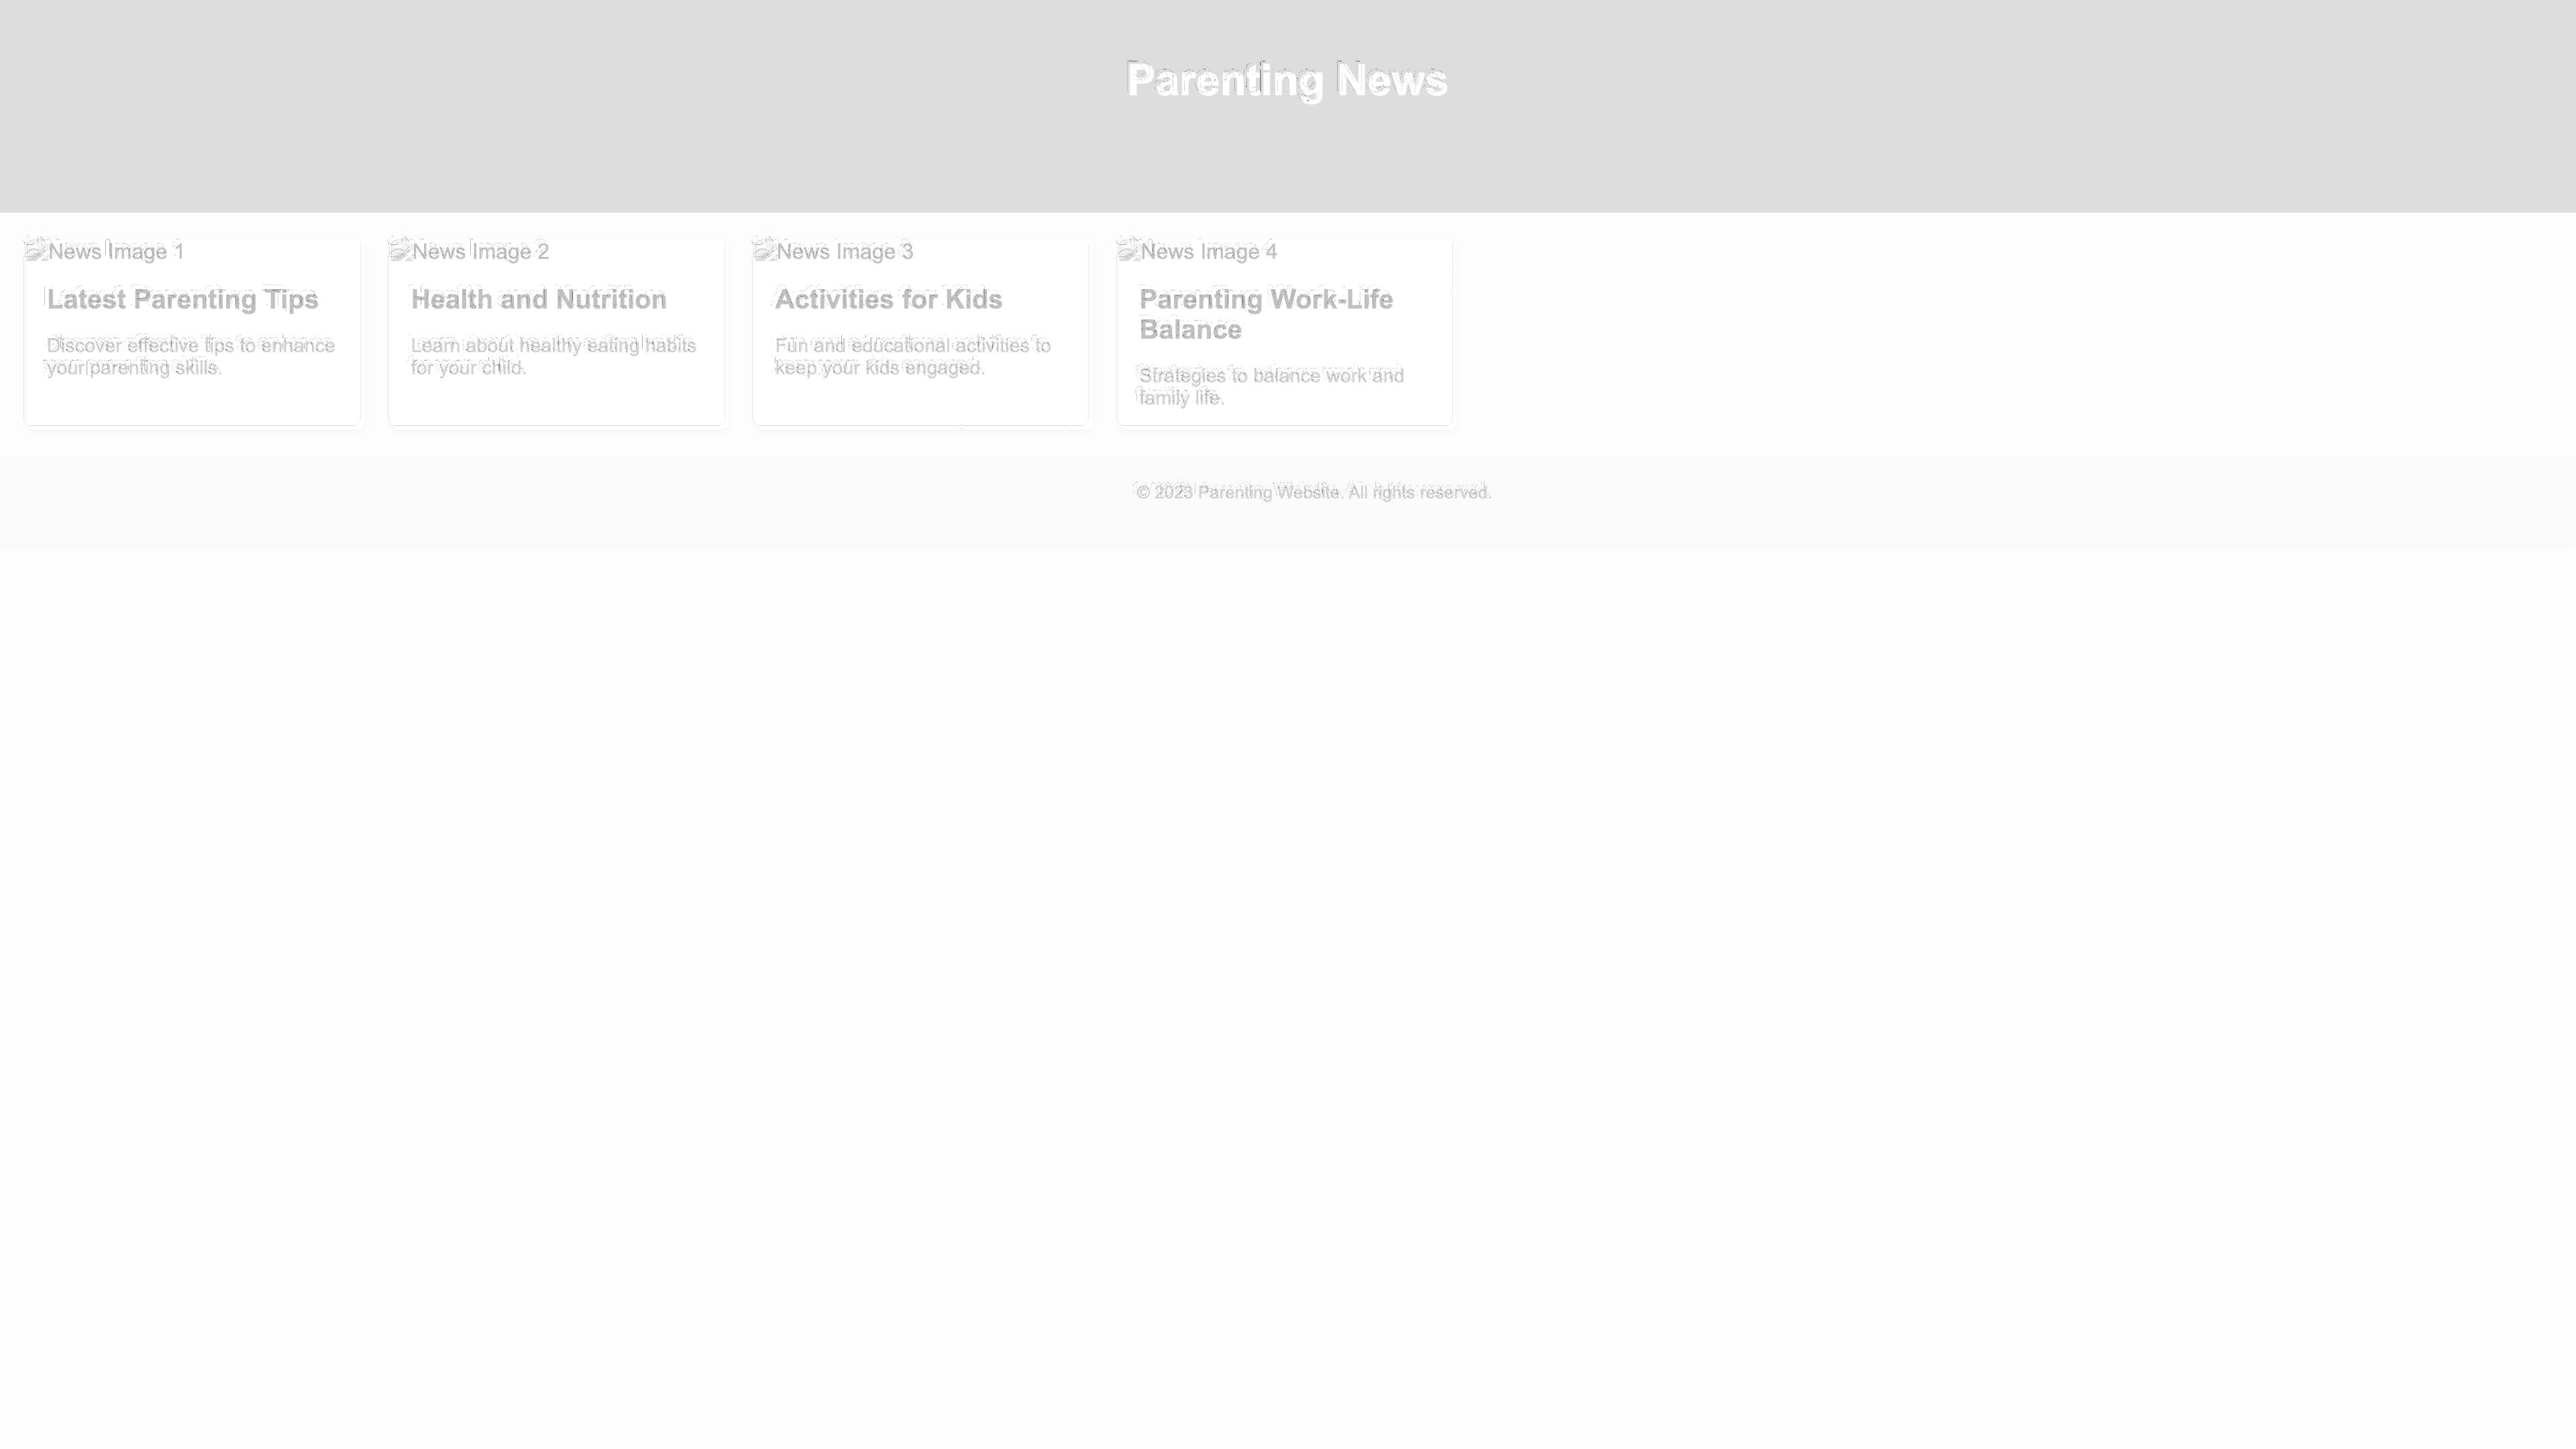 Parenting News
News Image 1
Latest Parenting Tips
Discover effective tips to enhance
your parenting skills.
News Image 2
Health and Nutrition
Learn about healthy eating habits
for your child.
News Image 3
Activities for Kids
Fun and educational activities to
keep your kids engaged.
News Image 4
Parenting Work-Life
Balance
Strategies to balance work and
family life.
© 2023 Parenting Website. All rights reserved.